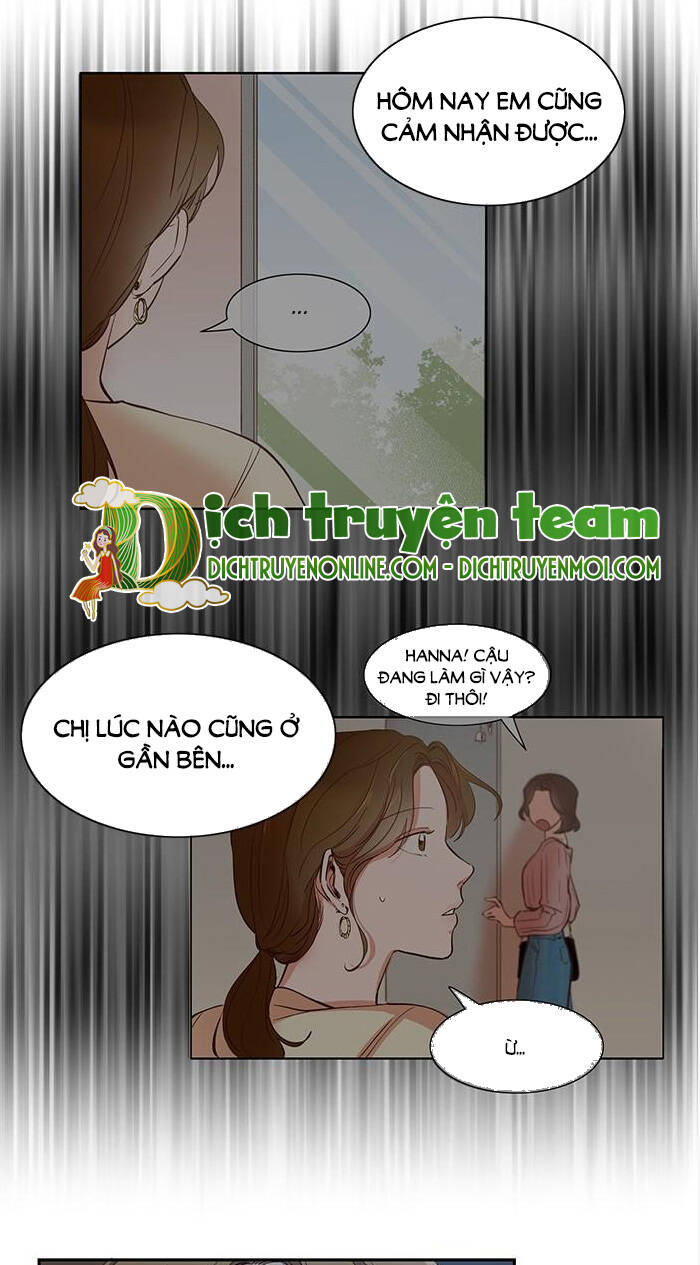 HÔM NAY EM CŨNG
CẢM NHẬN ĐƯỢC...
...
Dịch truyện team
DICHTRUYENONLINE.COM - DICHTRUYENMOI.COM
HANNA! CẬU
ĐANG LÀM GÌ VẬY?
ĐI THÔI!
CHỊ LÚC NÀO CŨNG Ở
GẦN BÊN...
Ừ...